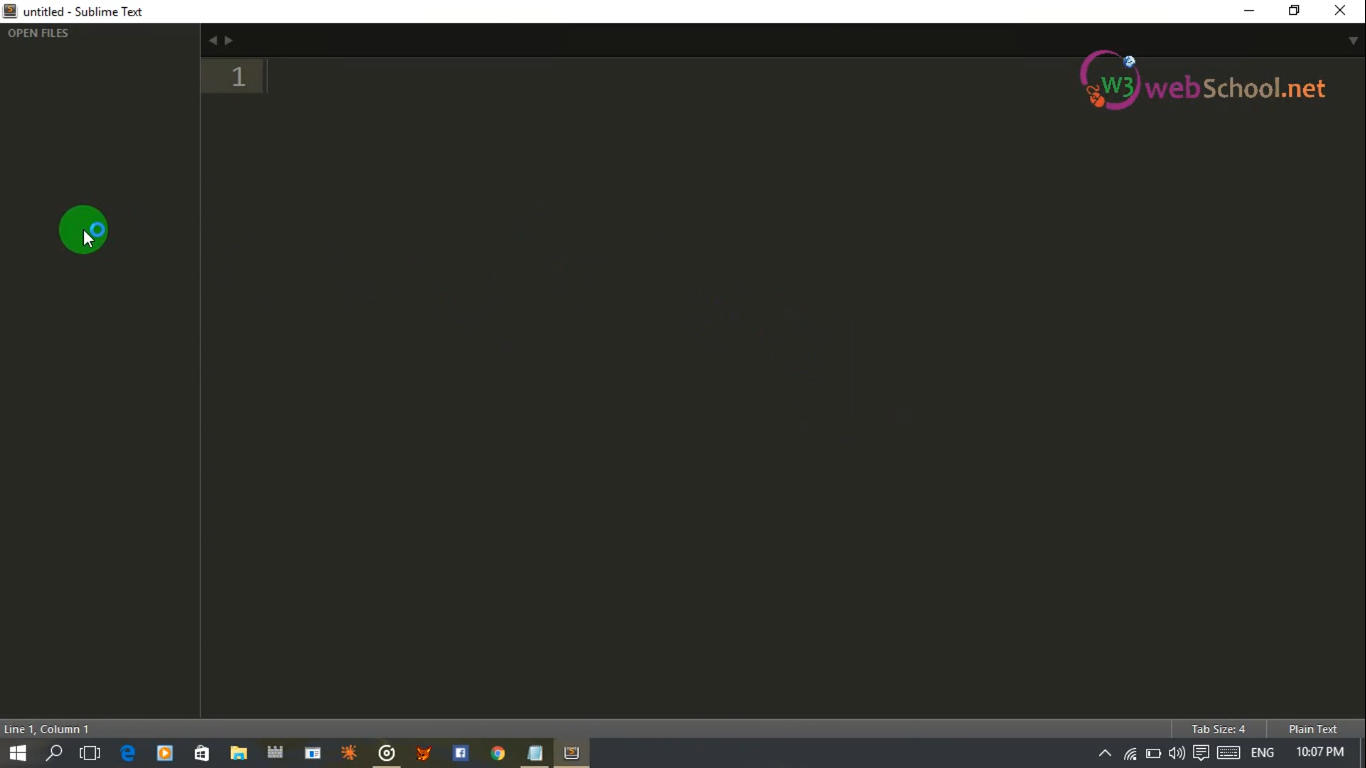 untitled - Sublime Text
OPEN FILES
1
W3 webSchool.net
Line 1, Column 1
Tab Size: 4
Plain Text
ENG
10:07 PM